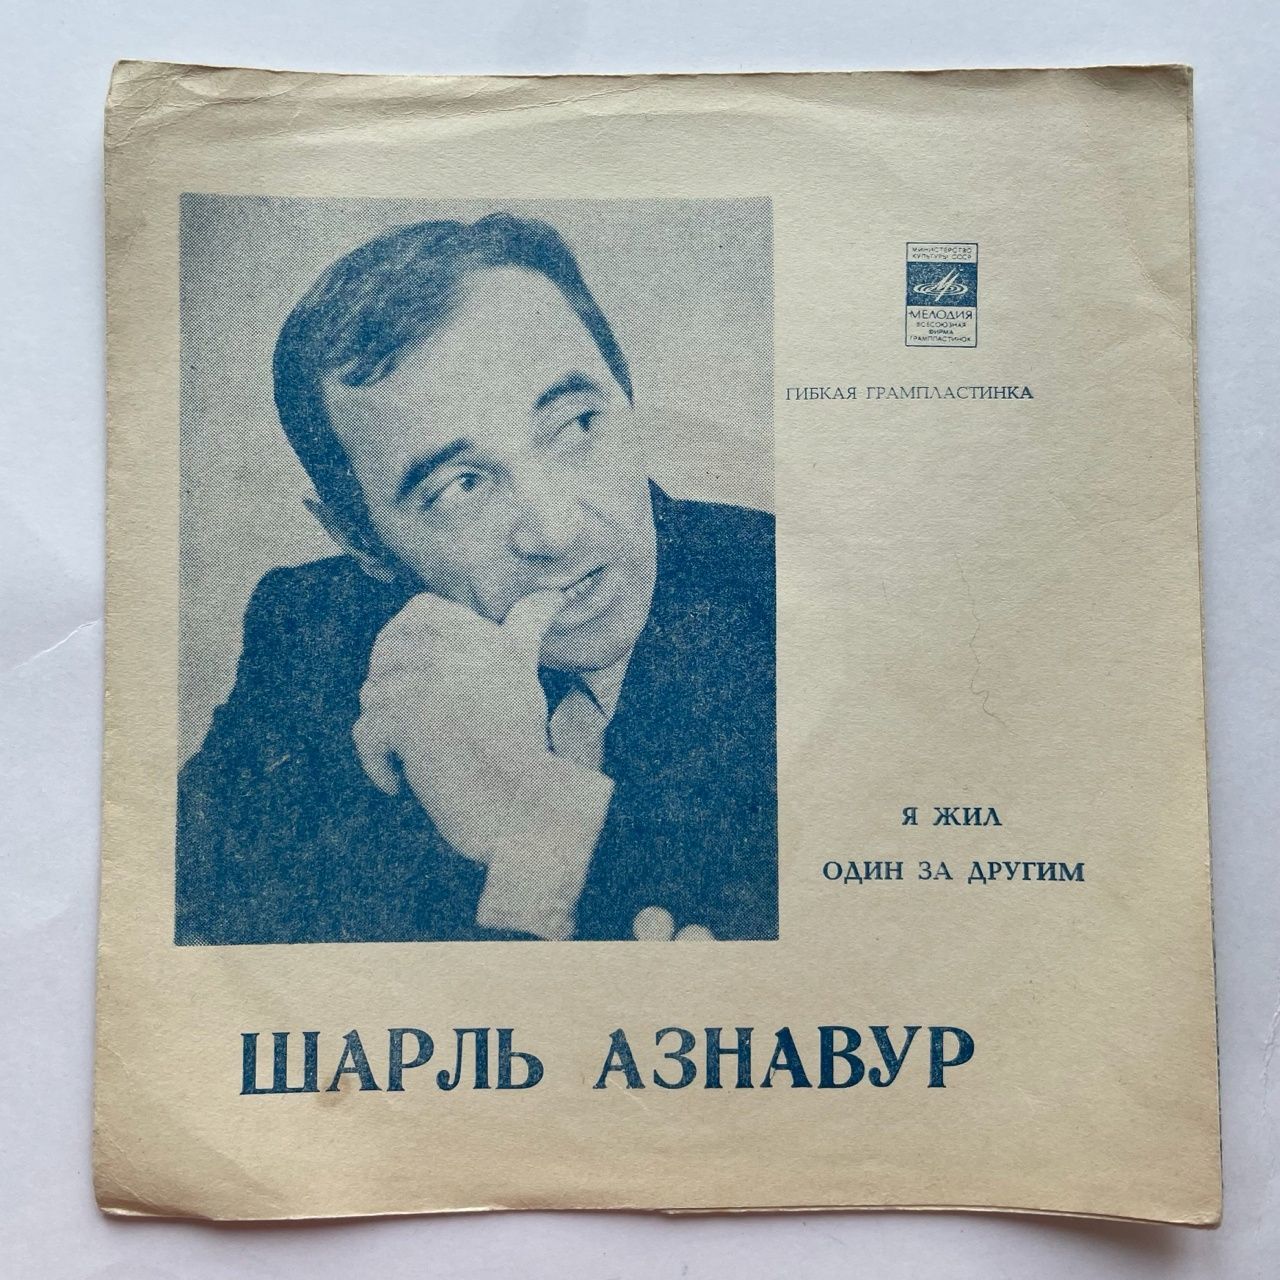 МИНИСТЕРСТВО
КУЛЬТУРЫ СССР
МЕЛОДИЯ
ВСЕСОЮЗНАЯ
ФИРМА
ГРАМПЛАСТИНОК
ГИБКАЯ ГРАМПЛАСТИНКА
Я ЖИЛ
ОДИН ЗА ДРУГИМ
ШАРЛЬ АЗНАВУР